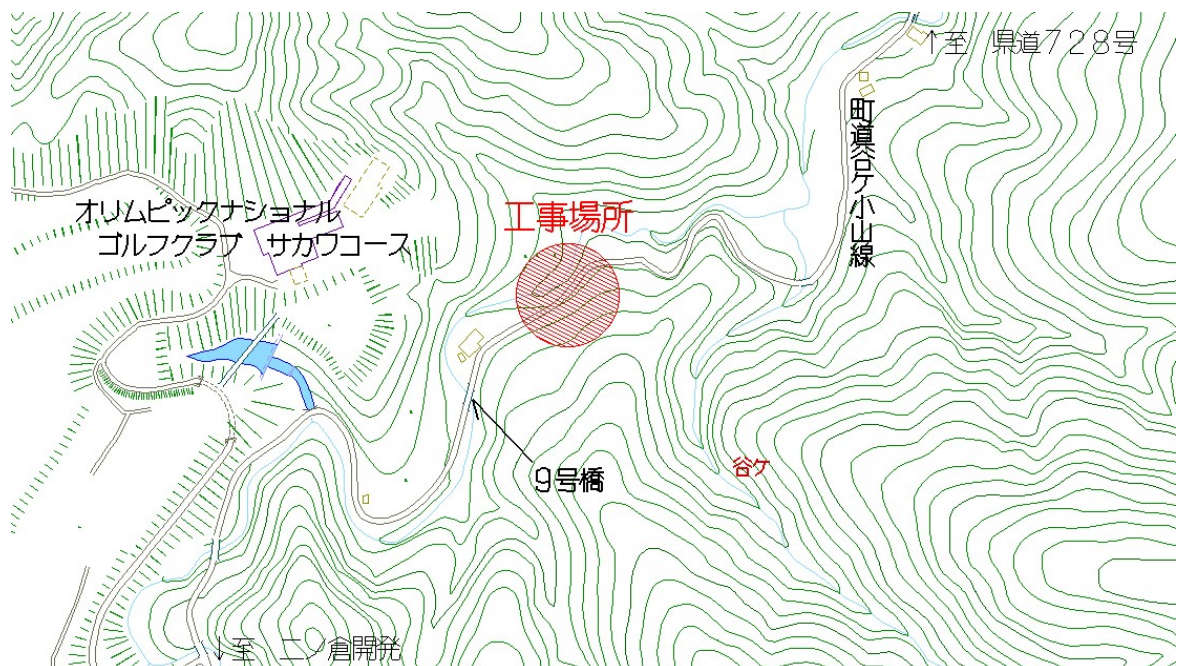 ↑至 県道728号
町道谷ケ小山線
オリムピックナショナル
ゴルフクラブ サカワコース
工事場所
谷ケ
9号橋
↓至 二ノ倉開発